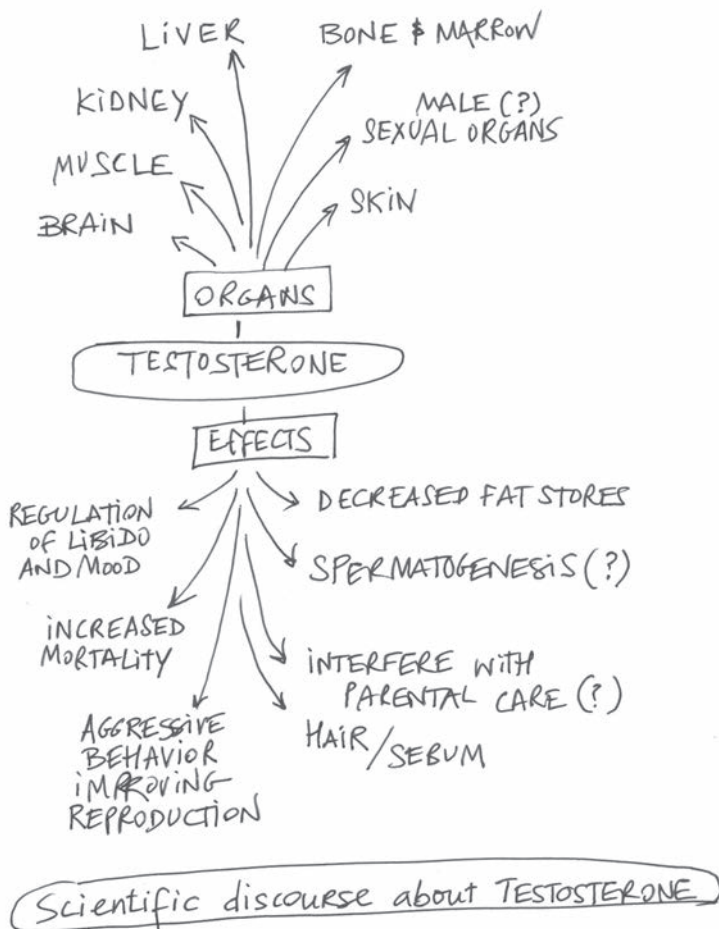 LIVER
BONE & MARROW
KIDNEY
MALE (?)
SEXUAL ORGANS
MUSCLE
SKIN
BRAIN
ORGANS
TESTOSTERONE
EFFECTS
REGULATION
OF LIBIDO
AND MOOD
DECREASED FAT STORES
SPERMATOGENESIS (?)
INCREASED
MORTALITY
INTERFERE WITH
PARENTAL CARE (?)
AGGRESSIVE
BEHAVIOR
IMPROVING
REPRODUCTION
HAIR/SEBUM
Scientific discourse about TESTOSTERONE